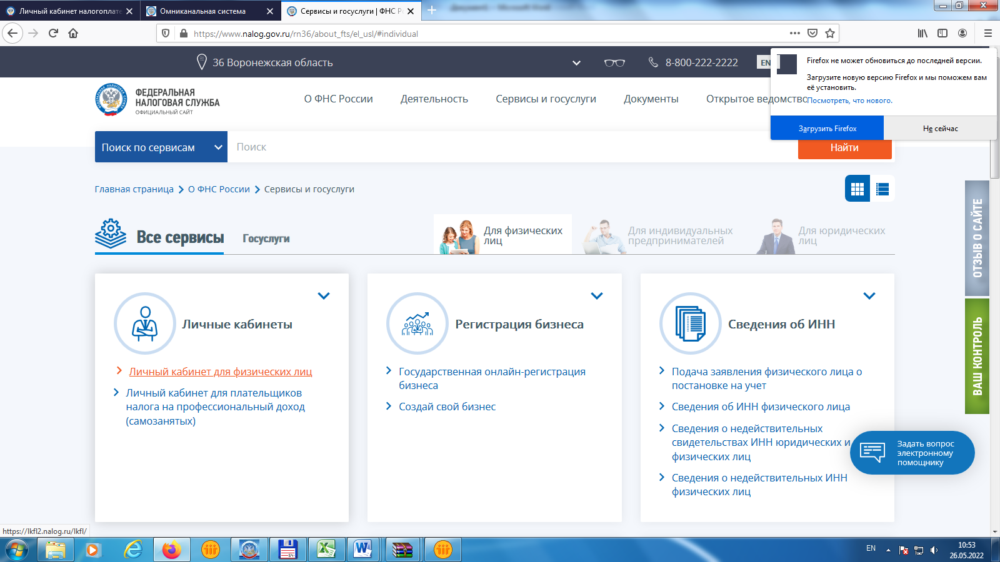 Личный кабинет налогоплате
Омниканальная система
Сервисы и госуслуги | ФНС Р
https://www.nalog.gov.ru/rn36/about_fts/el_usl/#individual
36 Воронежская область
8-800-222-2222
EN
Firefox не может обновиться до последней версии.
Загрузите новую версию Firefox и мы поможем вам
её установить.
Посмотреть, что нового.
Загрузить Firefox
Не сейчас
ФЕДЕРАЛЬНАЯ
НАЛОГОВАЯ СЛУЖБА
ОФИЦИАЛЬНЫЙ САЙТ
О ФНС России
Деятельность
Сервисы и госуслуги
Документы
Открытое ведомство
Поиск по сервисам
Поиск
Найти
Главная страница
О ФНС России
Сервисы и госуслуги
Все сервисы
Госуслуги
Для физических
лиц
Для индивидуальных
предпринимателей
Для юридических
лиц
ОТЗЫВ О САЙТЕ
ВАШ КОНТРОЛЬ
Личные кабинеты
Личный кабинет для физических лиц
Личный кабинет для плательщиков
налога на профессиональный доход
(самозанятых)
Регистрация бизнеса
Государственная онлайн-регистрация
бизнеса
Создай свой бизнес
Сведения об ИНН
Подача заявления физического лица о
постановке на учет
Сведения об ИНН физического лица
Сведения о недействительных
свидетельствах ИНН юридических и
физических лиц
Сведения о недействительных ИНН
физических лиц
Задать вопрос
электронному
помощнику
https://lkfl2.nalog.ru/lkfl/
64
EN
10:53
26.05.2022